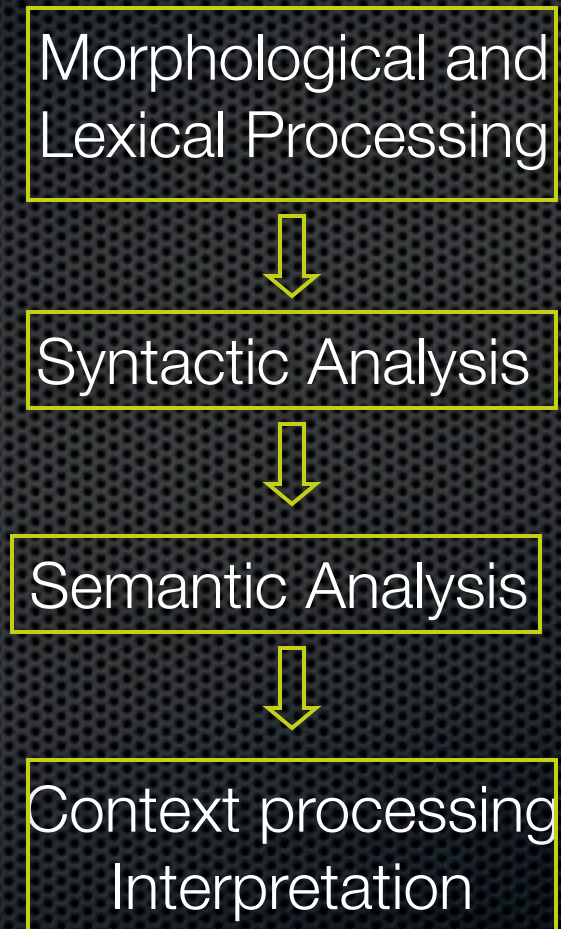 Morphological and
Lexical Processing
Syntactic Analysis
Semantic Analysis
Context processing
Interpretation